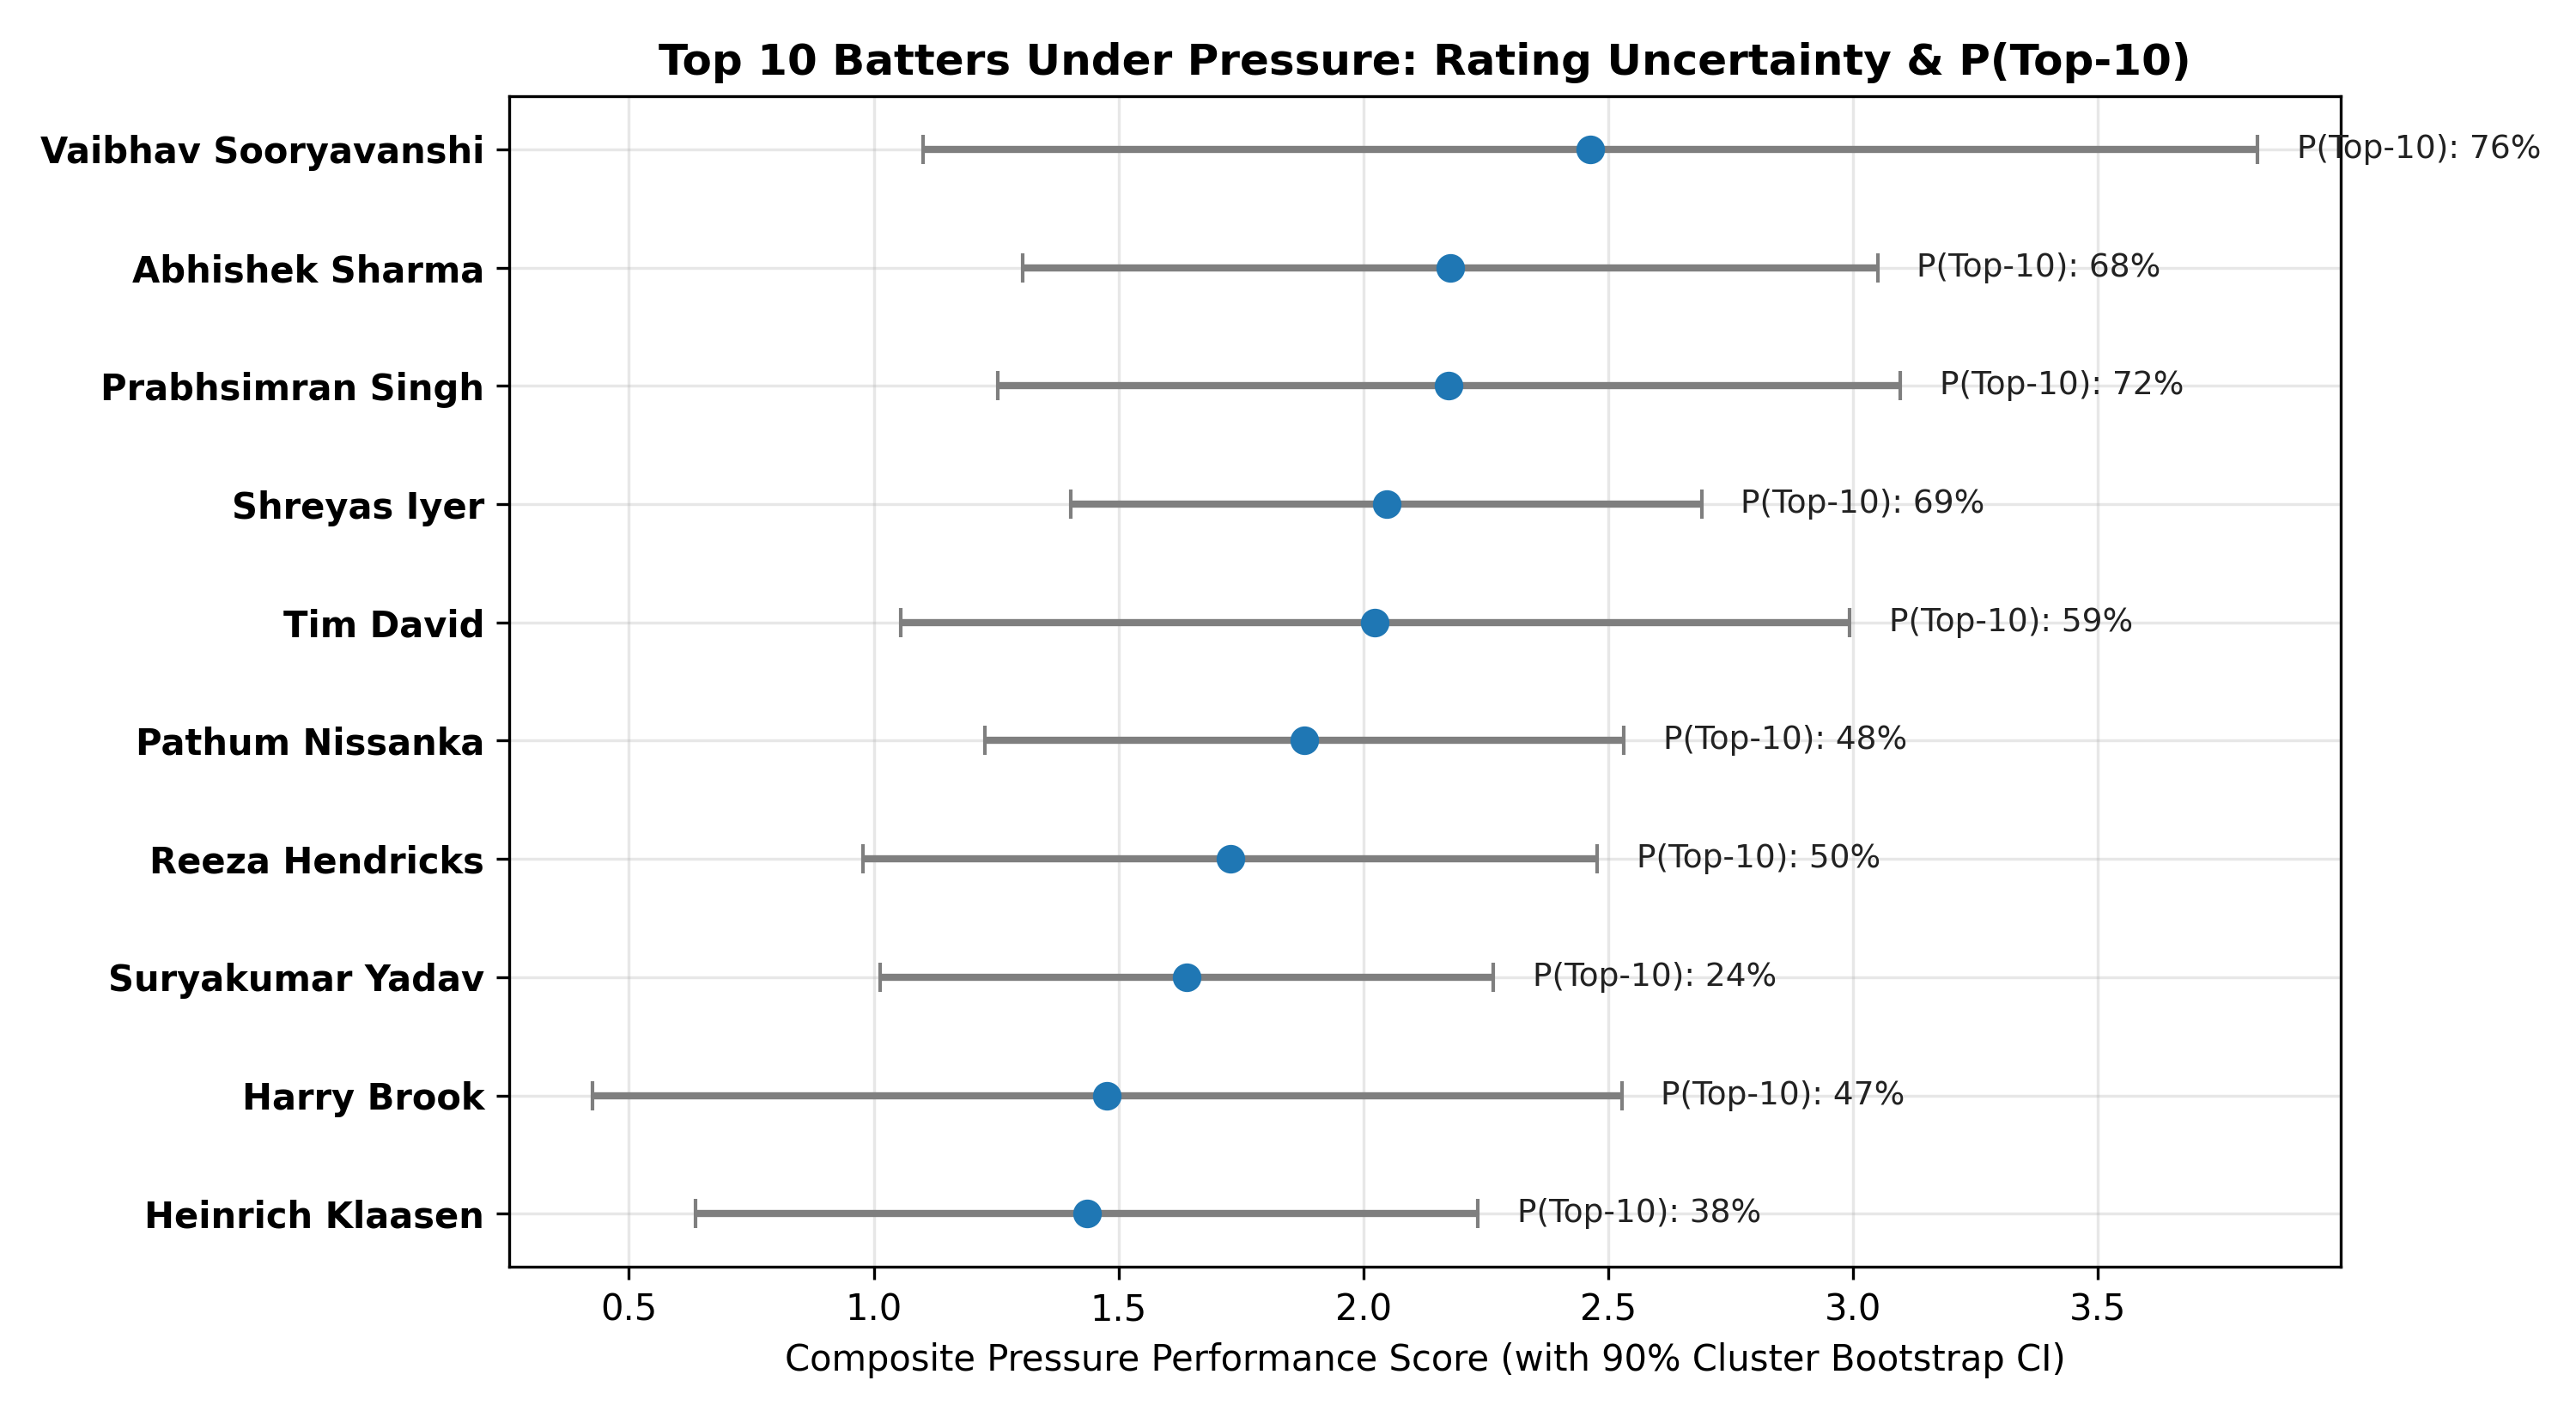 Top 10 Batters Under Pressure: Rating Uncertainty & P(Top-10)
Vaibhav Sooryavanshi P(Top-10): 76%
Abhishek Sharma P(Top-10): 68%
Prabhsimran Singh P(Top-10): 72%
Shreyas Iyer P(Top-10): 69%
Tim David P(Top-10): 59%
Pathum Nissanka P(Top-10): 48%
Reeza Hendricks P(Top-10): 50%
Suryakumar Yadav P(Top-10): 24%
Harry Brook P(Top-10): 47%
Heinrich Klaasen P(Top-10): 38%
0.5 1.0 1.5 2.0 2.5 3.0 3.5
Composite Pressure Performance Score (with 90% Cluster Bootstrap CI)